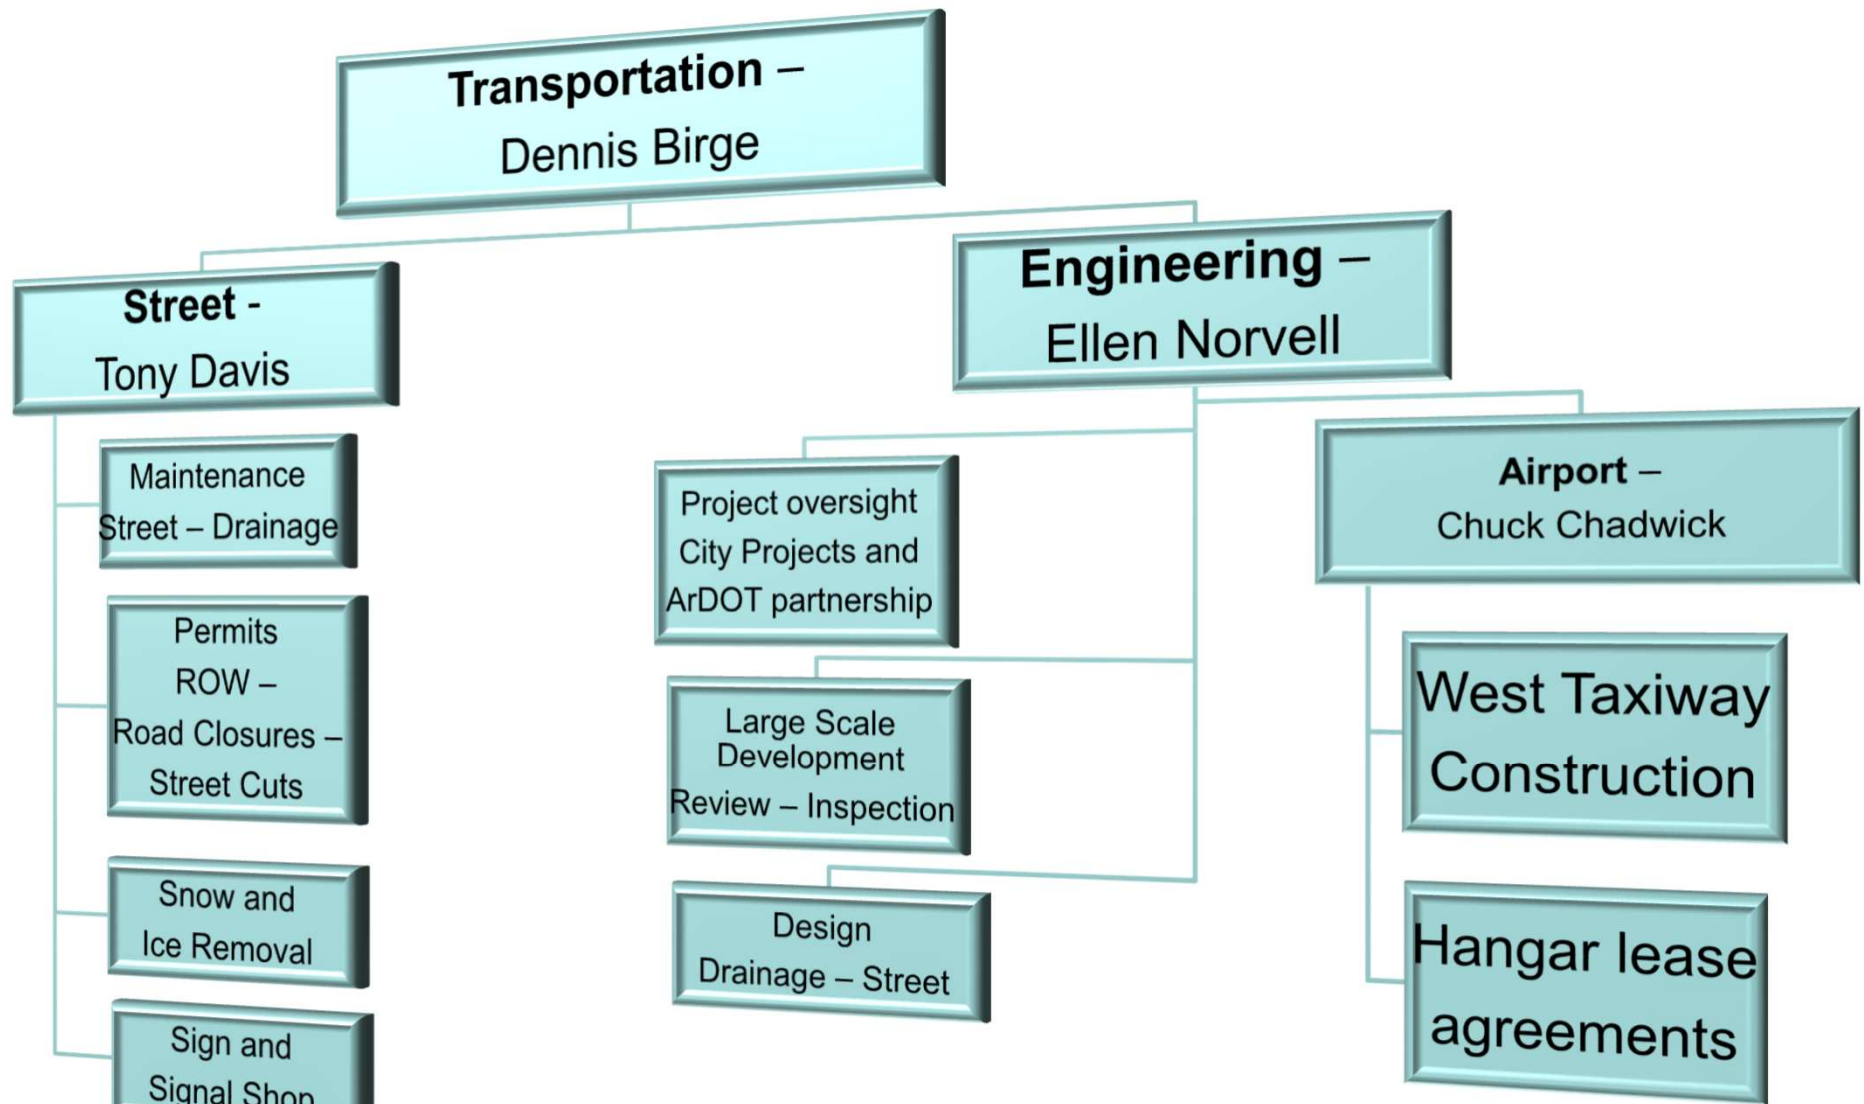 Transportation –
Dennis Birge
Street -
Tony Davis
Maintenance
Street – Drainage
Permits
ROW –
Road Closures –
Street Cuts
Snow and
Ice Removal
Sign and
Signal Shop
Engineering –
Ellen Norvell
Project oversight
City Projects and
ArDOT partnership
Large Scale
Development
Review – Inspection
Design
Drainage – Street
Airport –
Chuck Chadwick
West Taxiway
Construction
Hangar lease
agreements